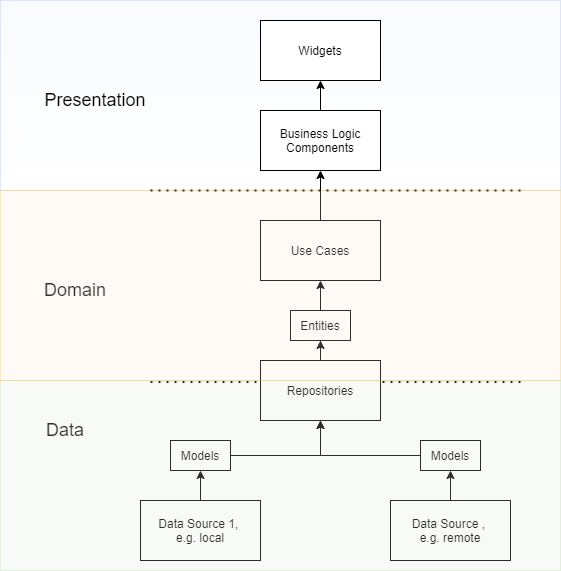 Widgets
Presentation
Business Logic
Components
Use Cases
Domain
Entities
Repositories
Data
Models
Models
Data Source 1,
e.g. local
Data Source ,
e.g. remote